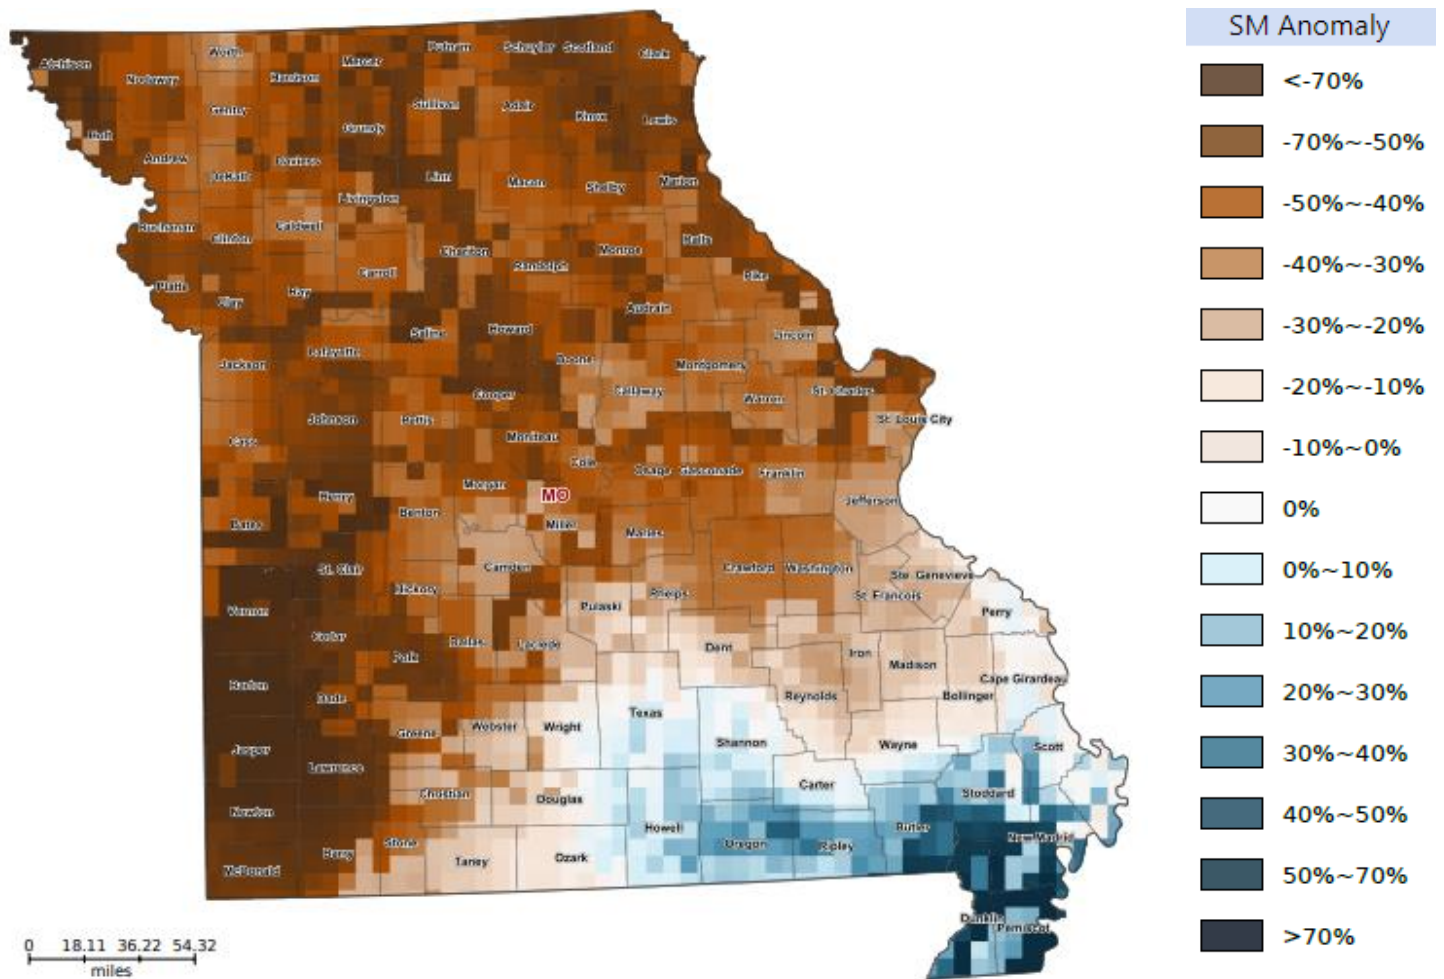 SM Anomaly
<-70%
-70%~-50%
-50%~-40%
-40%~-30%
-30%~-20%
-20%~-10%
-10%~0%
0%
0%~10%
10%~20%
20%~30%
30%~40%
40%~50%
50%~70%
>70%
Atchison
Nodaway
Worth
Harrison
Mercer
Putnam
Schuyler
Scotland
Clark
Holt
Gentry
Grundy
Sullivan
Adair
Knox
Lewis
Andrew
DeKalb
Daviess
Livingston
Linn
Macon
Shelby
Marion
Buchanan
Clinton
Caldwell
Carroll
Chariton
Randolph
Monroe
Ralls
Platte
Clay
Ray
Saline
Howard
Audrain
Pike
Jackson
Lafayette
Boone
Callaway
Montgomery
Lincoln
Cass
Johnson
Pettis
Cooper
Moniteau
Warren
St. Charles
St. Louis City
Bates
Henry
Benton
Morgan
Cole
MO
Miller
Osage
Gasconade
Franklin
Jefferson
Maries
Vernon
St. Clair
Hickory
Camden
Pulaski
Phelps
Crawford
Washington
St. Francois
Ste. Genevieve
Perry
Barton
Cedar
Polk
Dallas
Laclede
Dent
Iron
Madison
Cape Girardeau
Bollinger
Reynolds
Jasper
Dade
Greene
Webster
Wright
Texas
Shannon
Wayne
Scott
Lawrence
Christian
Douglas
Carter
Stoddard
Newton
Howell
Oregon
Ripley
Butler
New Madrid
McDonald
Barry
Stone
Taney
Ozark
Dunklin
Pemiscot
0 18.11 36.22 54.32
miles